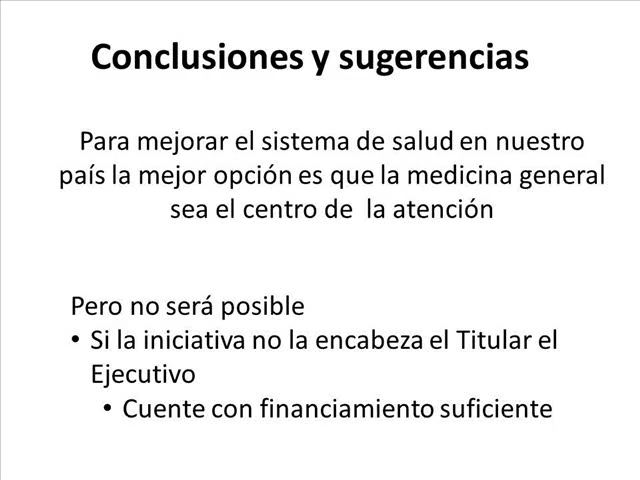 Conclusiones y sugerencias
Para mejorar el sistema de salud en nuestro
país la mejor opción es que la medicina general
sea el centro de  la atención
Pero no será posible
• Si la iniciativa no la encabeza el Titular el
Ejecutivo
• Cuente con financiamiento suficiente